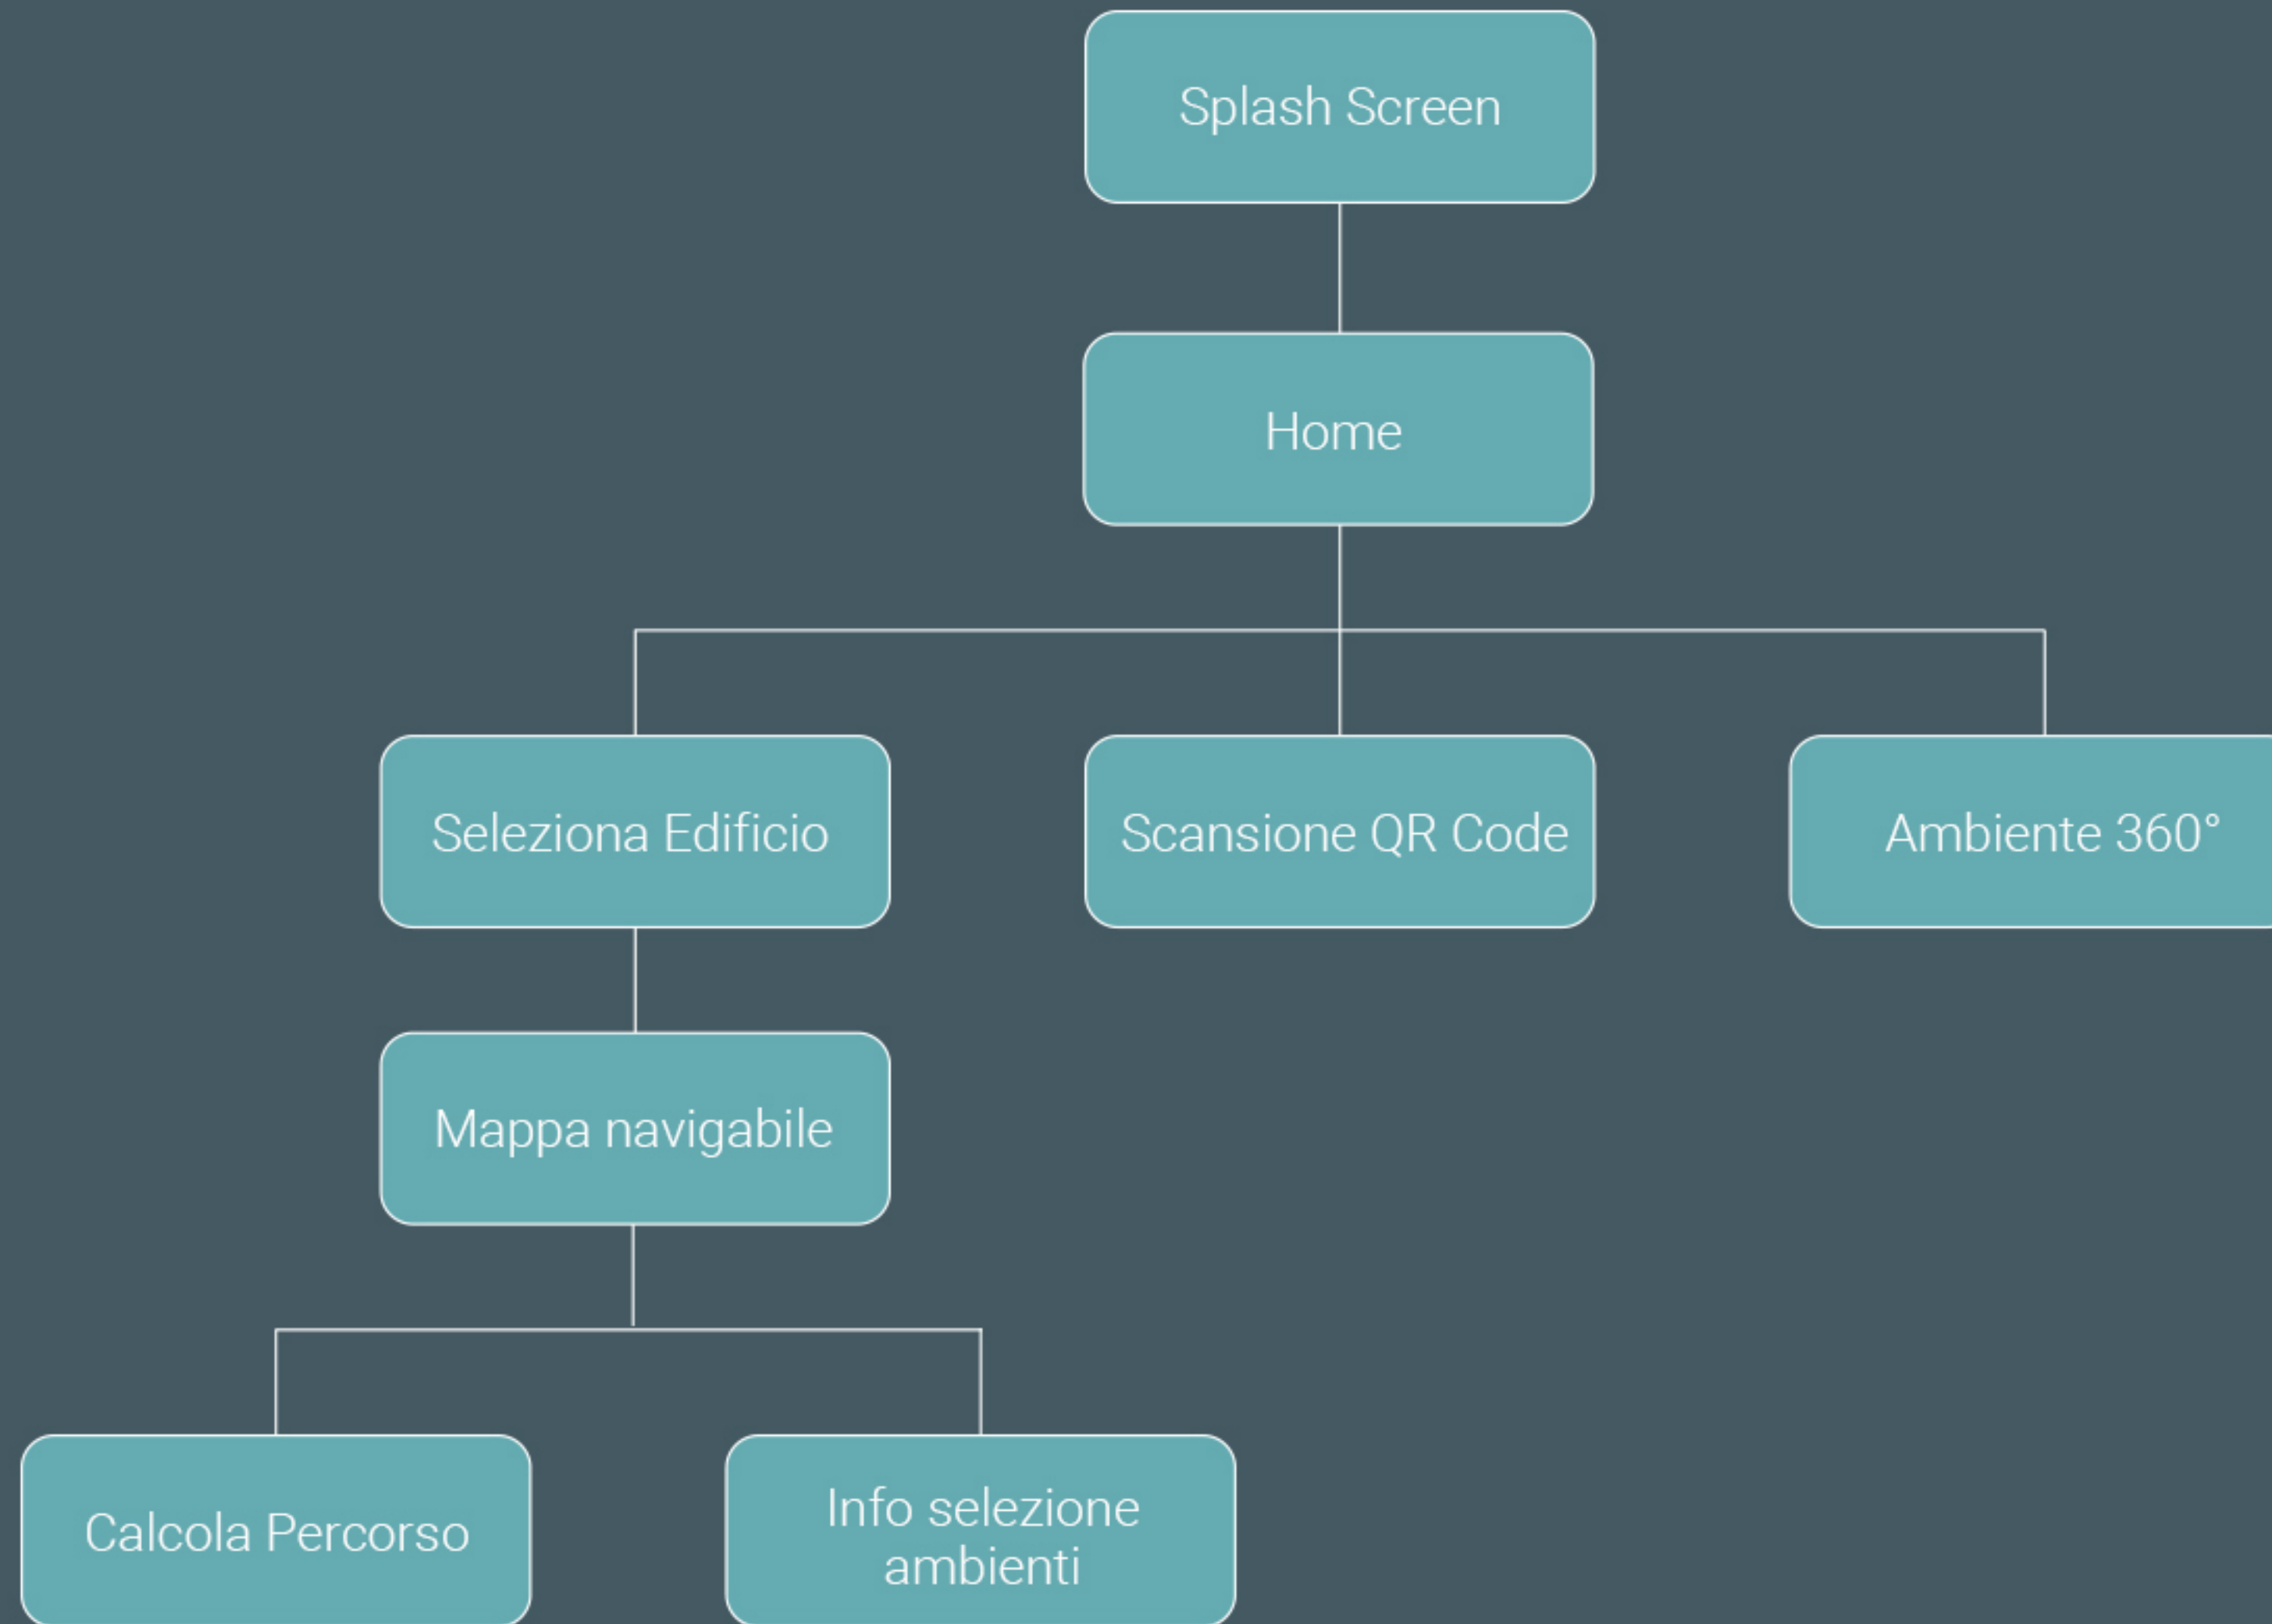 Splash Screen
Home
Seleziona Edificio
Scansione QR Code
Ambiente 360°
Mappa navigabile
Calcola Percorso
Info selezione
ambienti